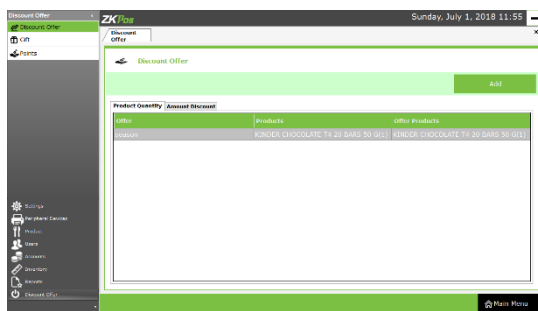 Discount Offer
Discount Offer
Gift
Points
Settings
Peripheral Devices
Product
Users
Accounts
Inventory
Reports
Discount Offer
ZKPos
Sunday, July 1, 2018 11:55
Discount
Offer
x
Discount Offer
Add
Product Quantity Amount Discount
Offer Products Offer Products
season KINDER CHOCOLATE T4 20 BARS 50 G(1) KINDER CHOCOLATE T4 20 BARS 50 G(1)
Main Menu